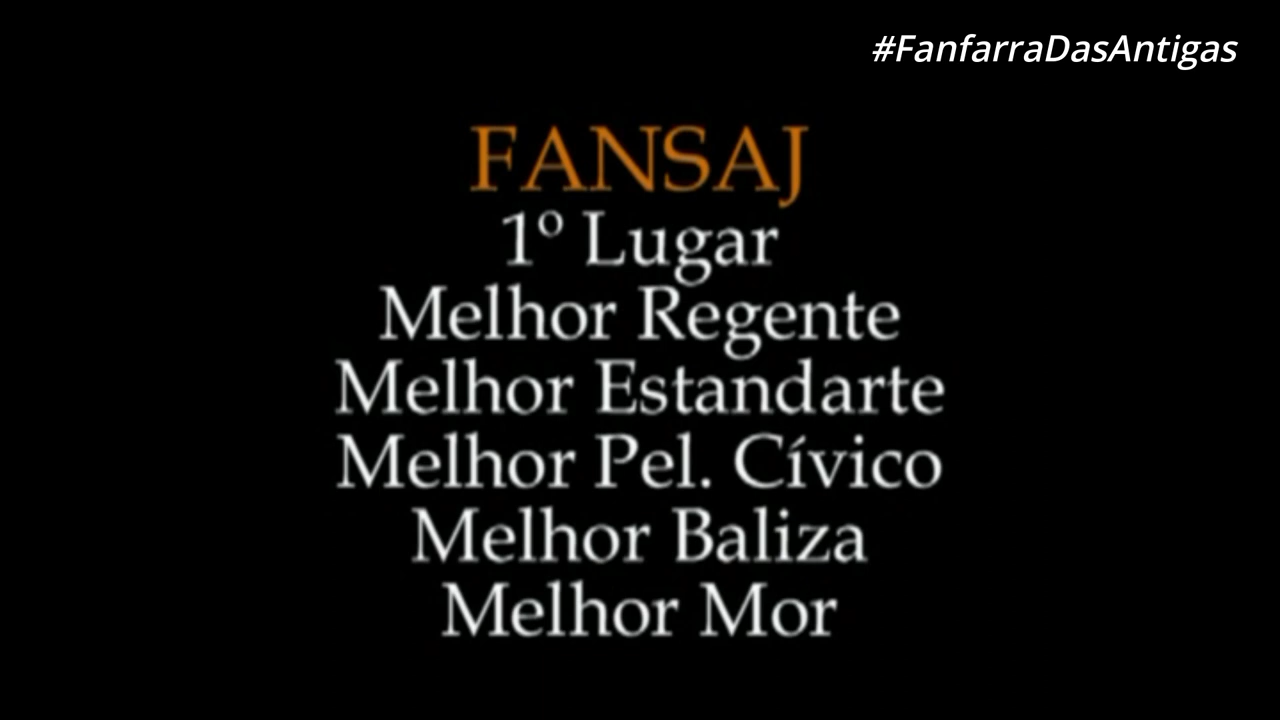 #FanfarraDasAntigas
FANSAJ
1º Lugar
Melhor Regente
Melhor Estandarte
Melhor Pel. Cívico
Melhor Baliza
Melhor Mor